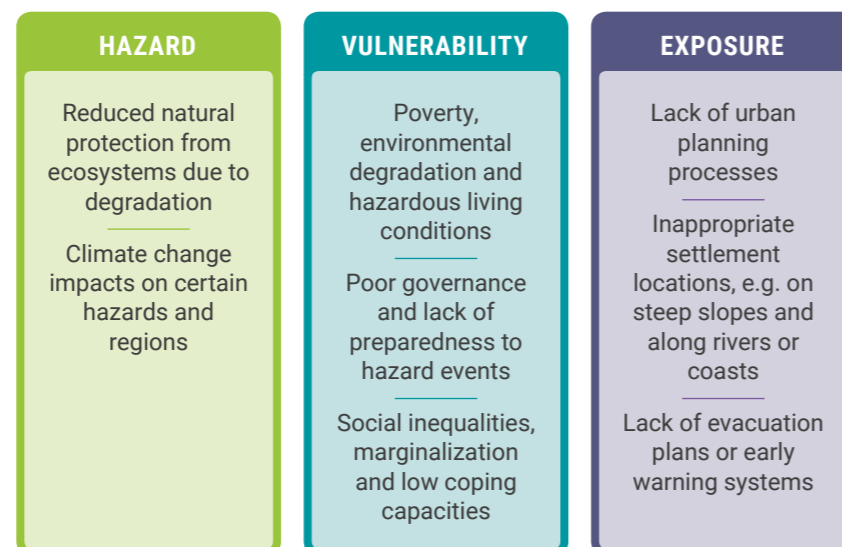 HAZARD
Reduced natural
protection from
ecosystems due to
degradation
Climate change
impacts on certain
hazards and
regions
VULNERABILITY
Poverty,
environmental
degradation and
hazardous living
conditions
Poor governance
and lack of
preparedness to
hazard events
Social inequalities,
marginalization
and low coping
capacities
EXPOSURE
Lack of urban
planning
processes
Inappropriate
settlement
locations, e.g. on
steep slopes and
along rivers or
coasts
Lack of evacuation
plans or early
warning systems